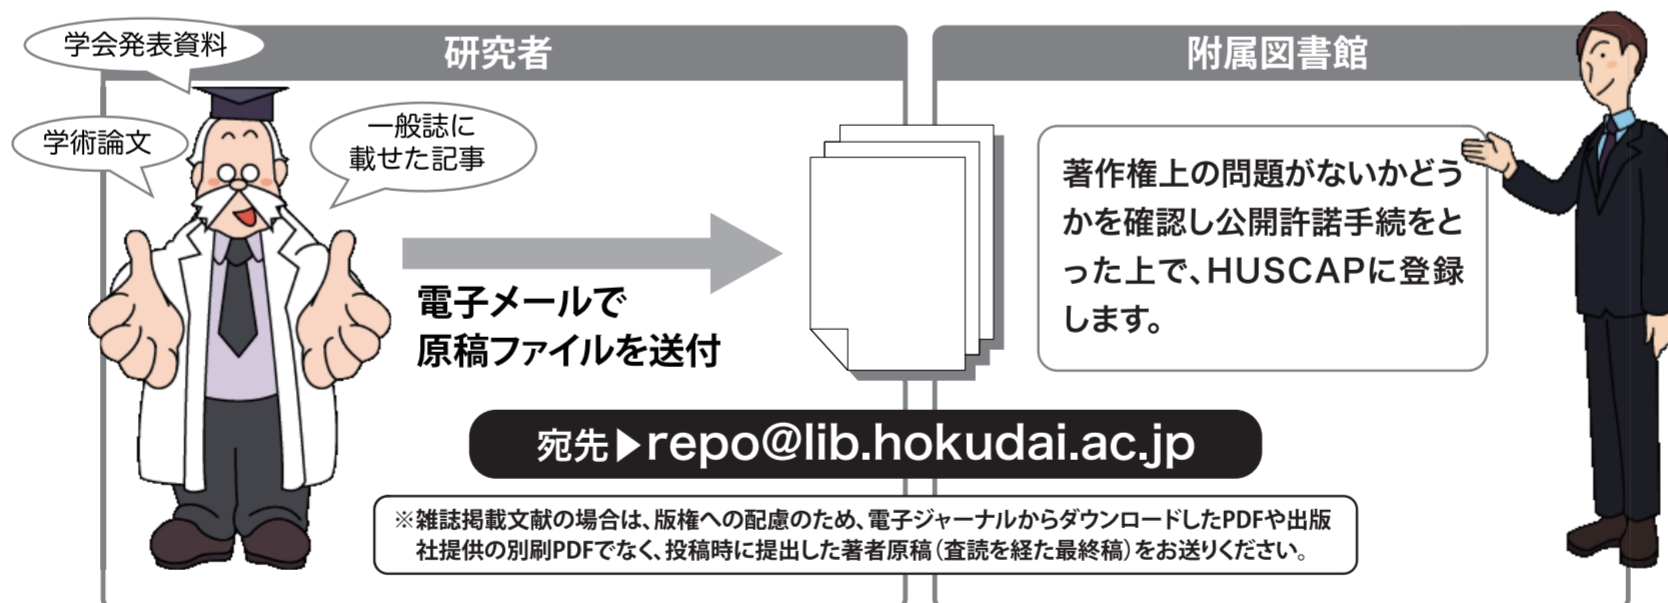 学会発表資料
研究者
附属図書館
学術論文
一般誌に
載せた記事
電子メールで
原稿ファイルを送付
著作権上の問題がないかどう
かを確認し公開許諾手続をと
った上で、HUSCAPに登録
します。
宛先▶repo@lib.hokudai.ac.jp
※雑誌掲載文献の場合は、版権への配慮のため、電子ジャーナルからダウンロードしたPDFや出版
社提供の別刷PDFでなく、投稿時に提出した著者原稿（査読を経た最終稿）をお送りください。